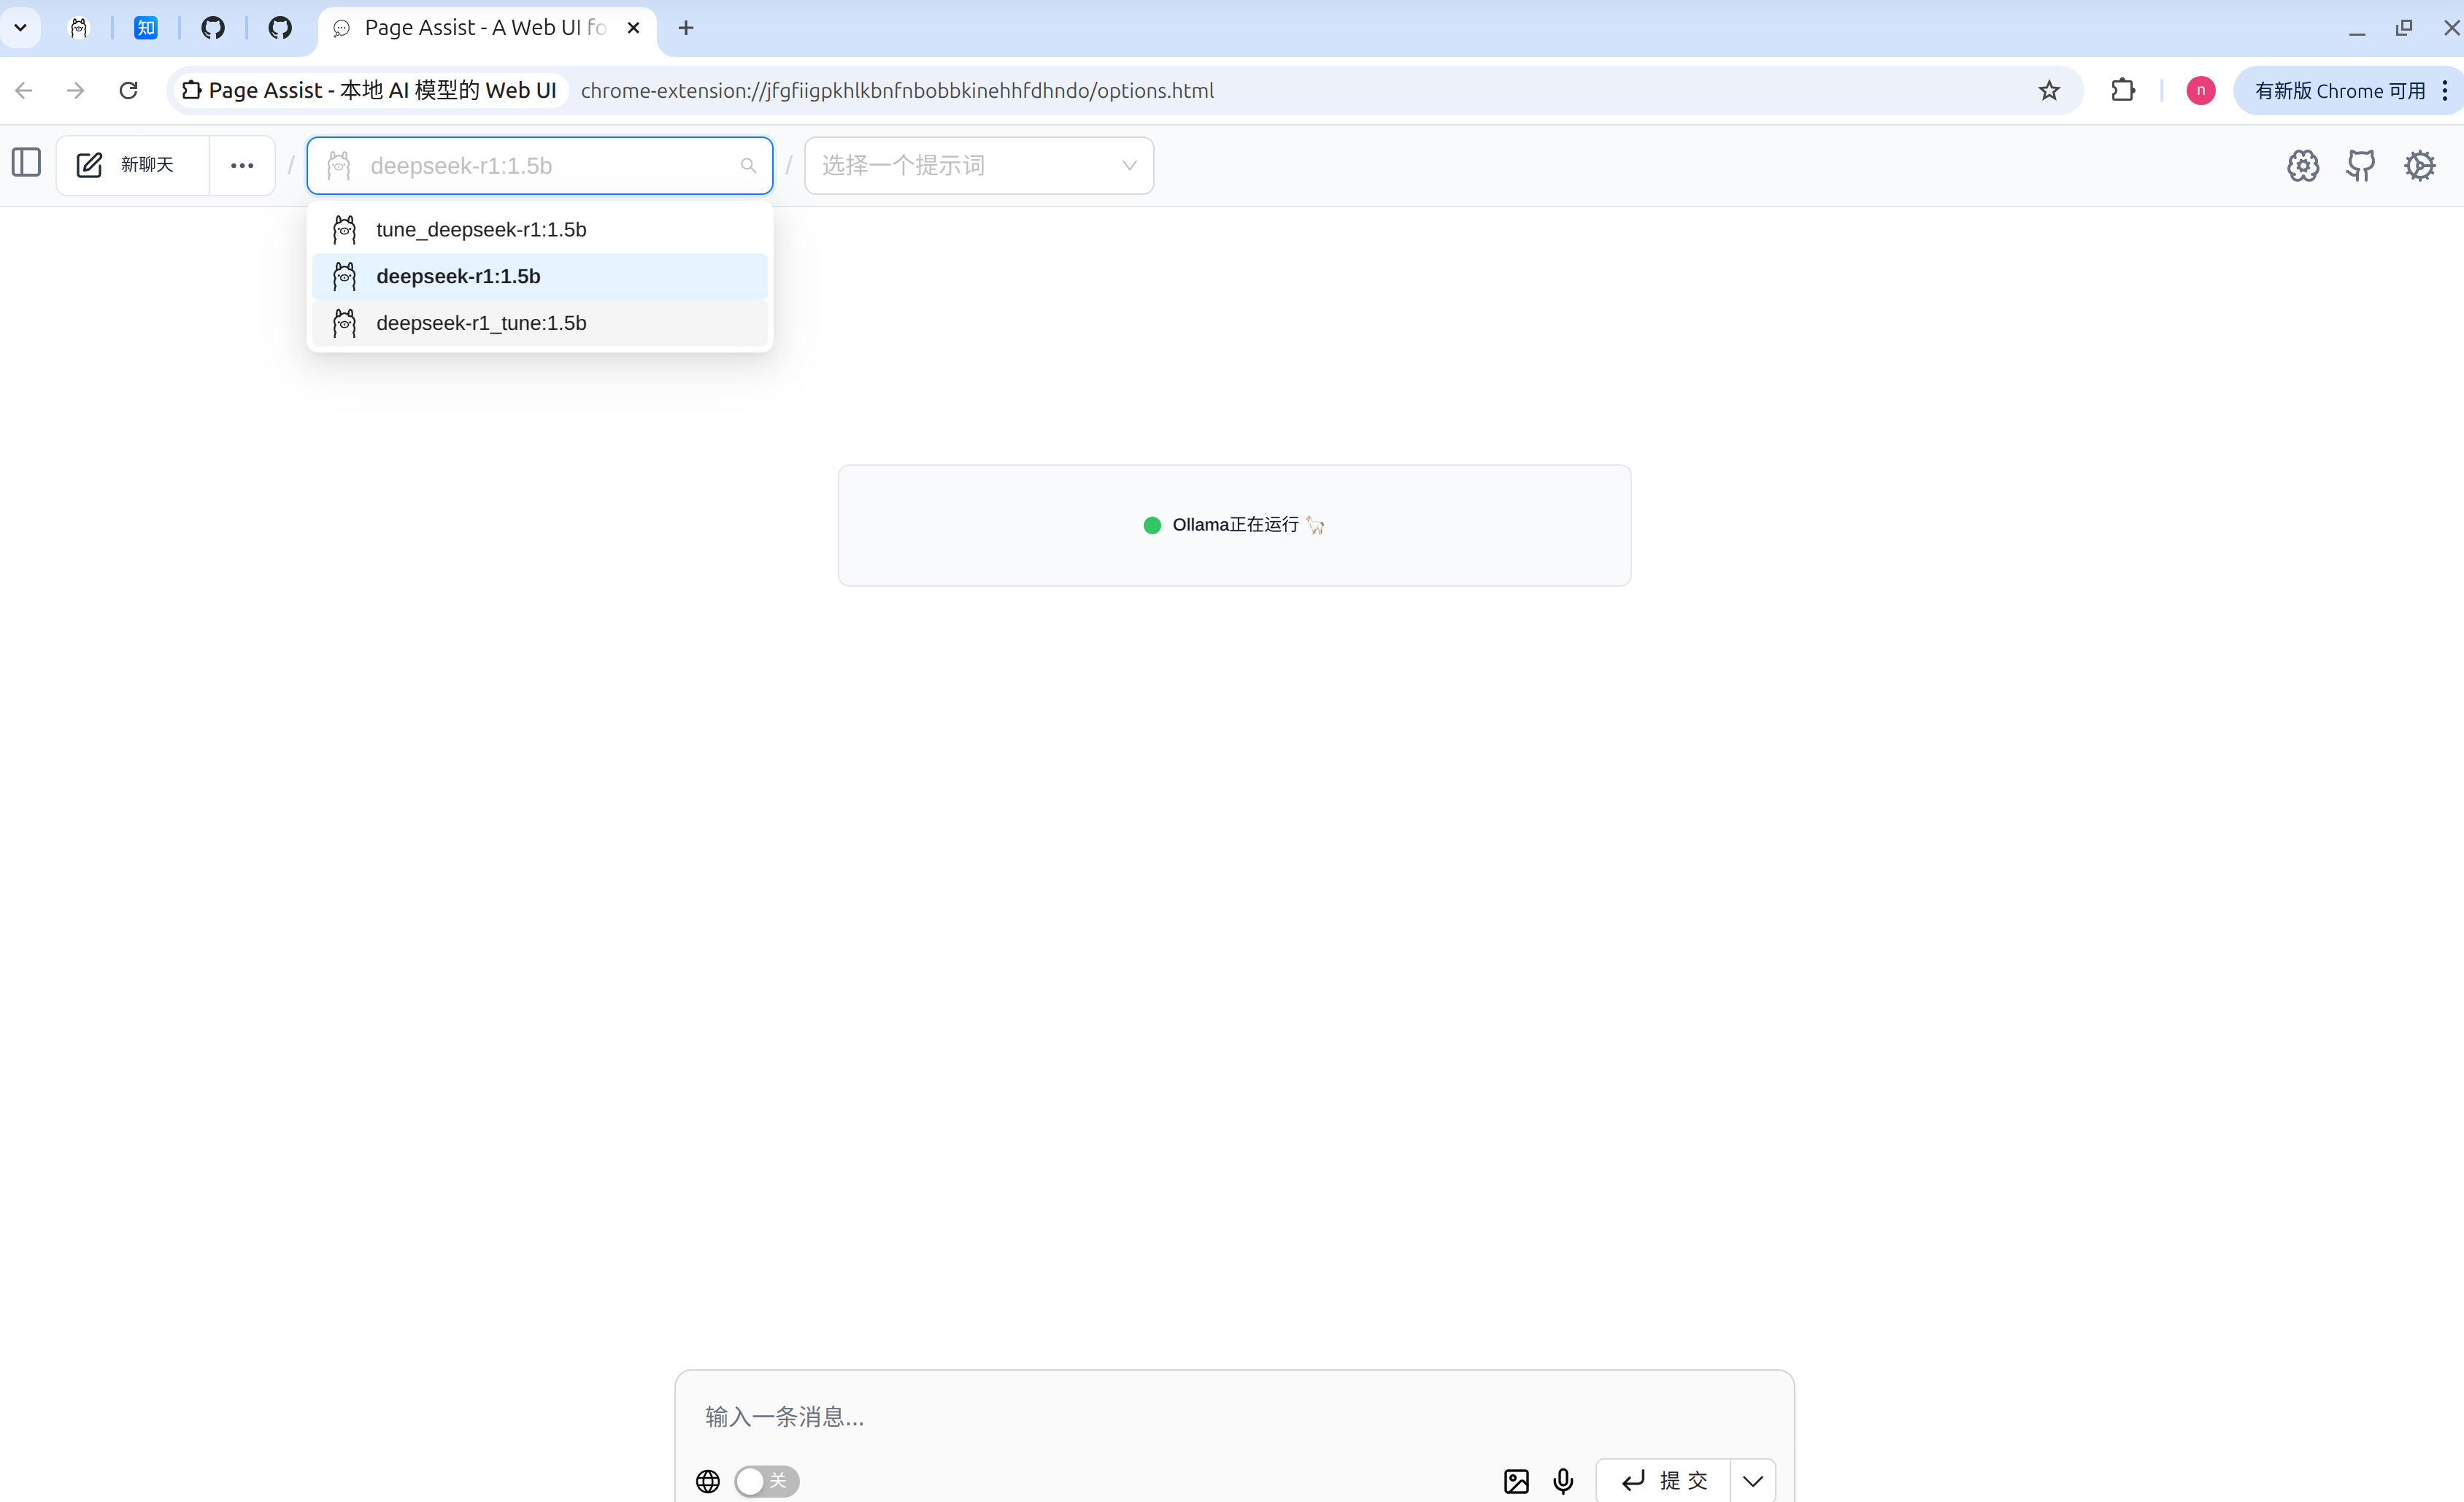 知
Page Assist - A Web UI fo
Page Assist - 本地 AI 模型的 Web UI
chrome-extension://jfgfiigpkhlkbnfnbobbkinehhfdhndo/options.html
n
有新版 Chrome 可用
新聊天
/
deepseek-r1:1.5b
/
选择一个提示词
tune_deepseek-r1:1.5b
deepseek-r1:1.5b
deepseek-r1_tune:1.5b
Ollama正在运行 🦙
输入一条消息...
关
提 交